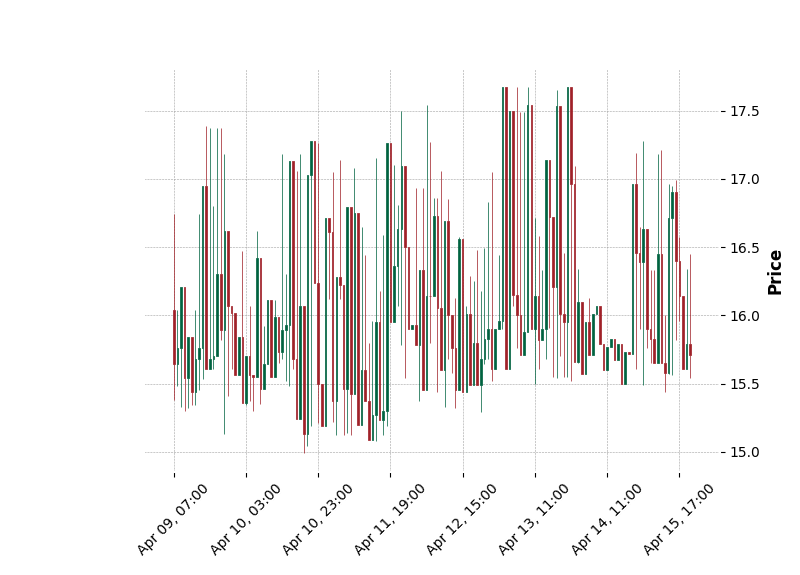 17.5
17.0
16.5
16.0
15.5
15.0
Price
Apr 09, 07:00
Apr 10, 03:00
Apr 10, 23:00
Apr 11, 19:00
Apr 12, 15:00
Apr 13, 11:00
Apr 14, 11:00
Apr 15, 17:00